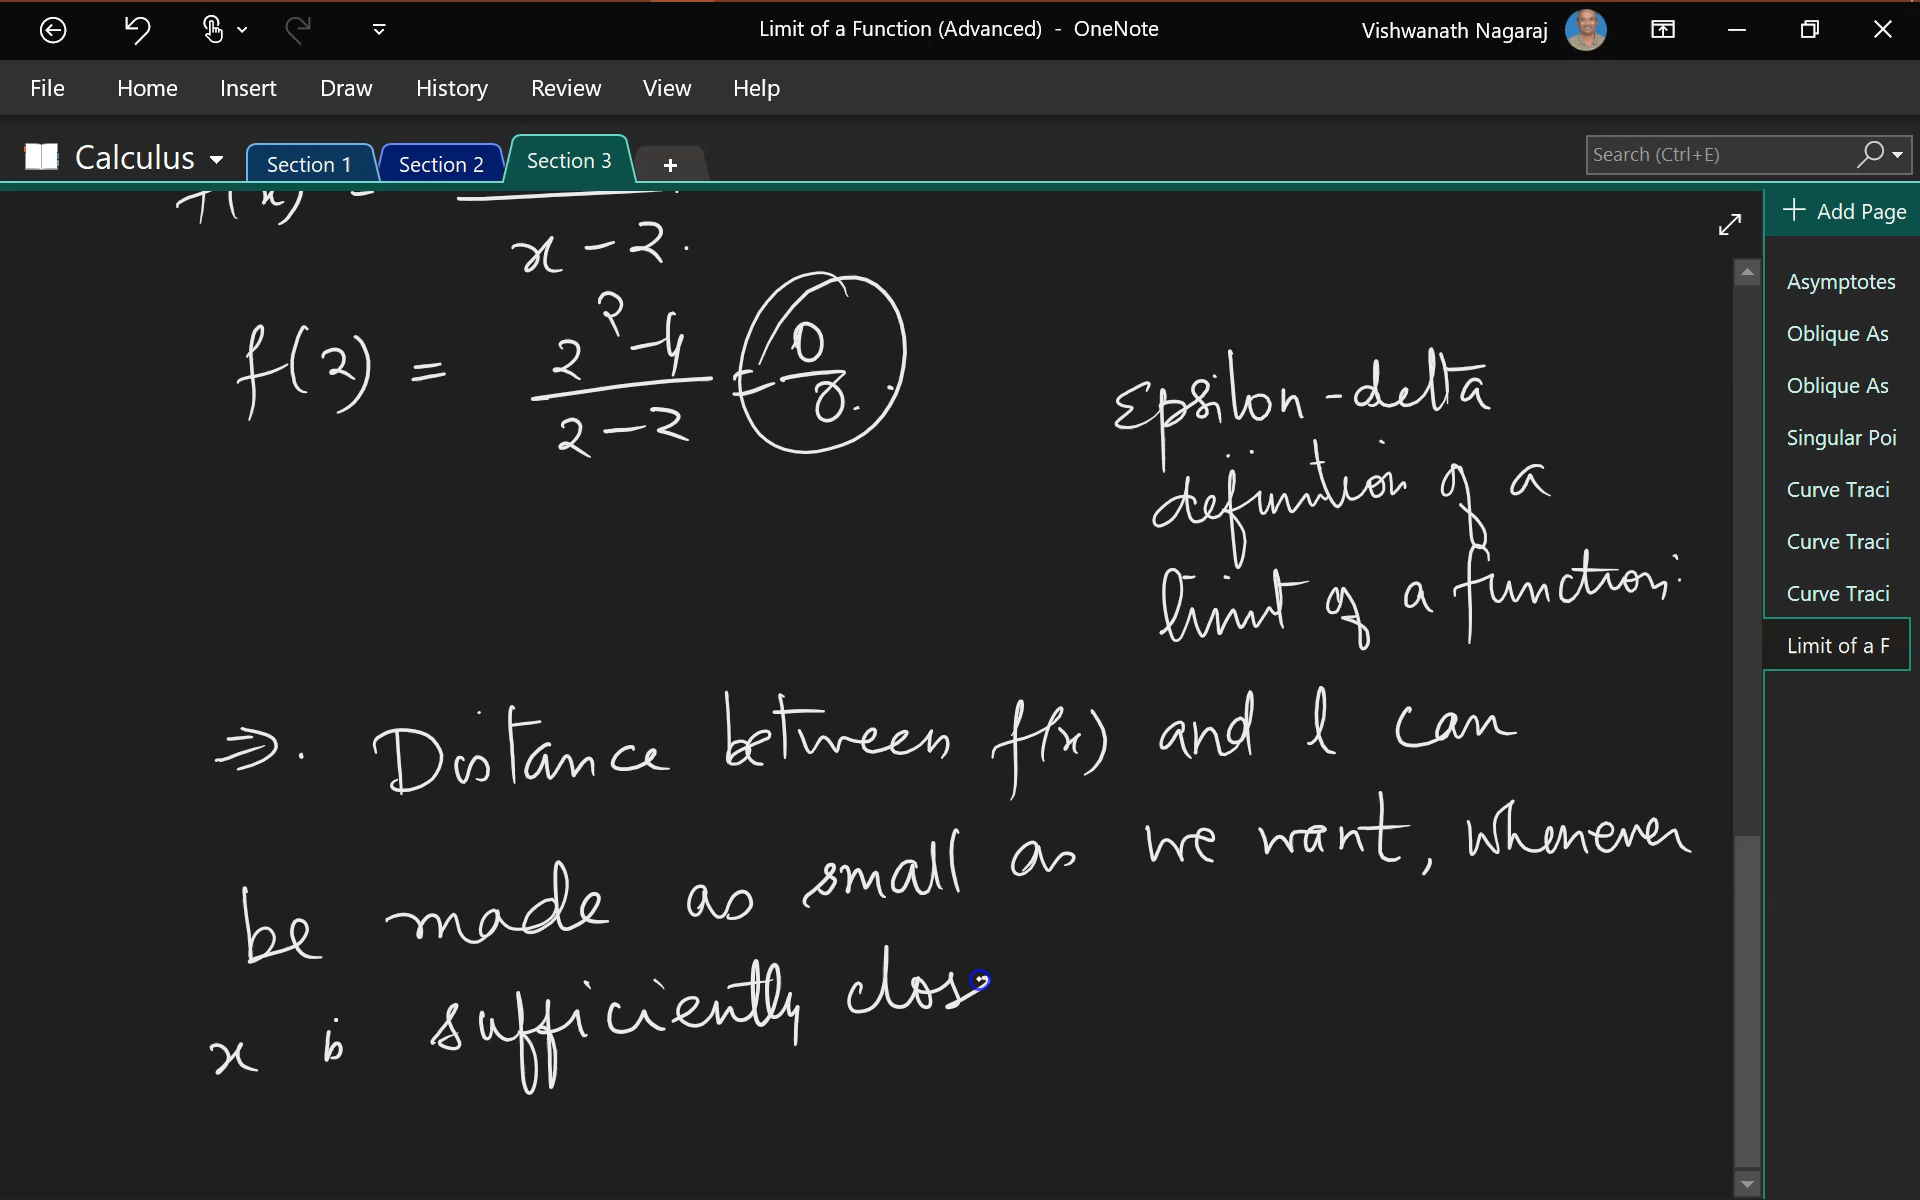 Limit of a Function (Advanced) - OneNote
Vishwanath Nagaraj
File Home Insert Draw History Review View Help
Calculus Section 1 Section 2 Section 3 +
Search (Ctrl+E)
f(x) =
x - 2.
f(2) = 2² - 4 / 2 - 2 = 0 / 0.
Epsilon-delta
definition of a
limit of a function:
⇒. Distance between f(x) and l can
be made as small as we want, whenever
x is sufficiently clos
+ Add Page
Asymptotes
Oblique As
Oblique As
Singular Poi
Curve Traci
Curve Traci
Curve Traci
Limit of a F